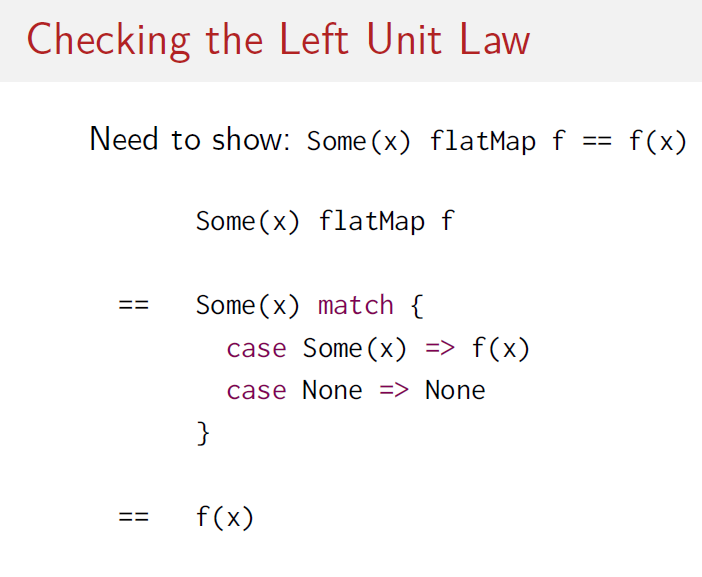 Checking the Left Unit Law
Need to show: Some(x) flatMap f == f(x)
Some(x) flatMap f
== Some(x) match {
case Some(x) => f(x)
case None => None
}
== f(x)